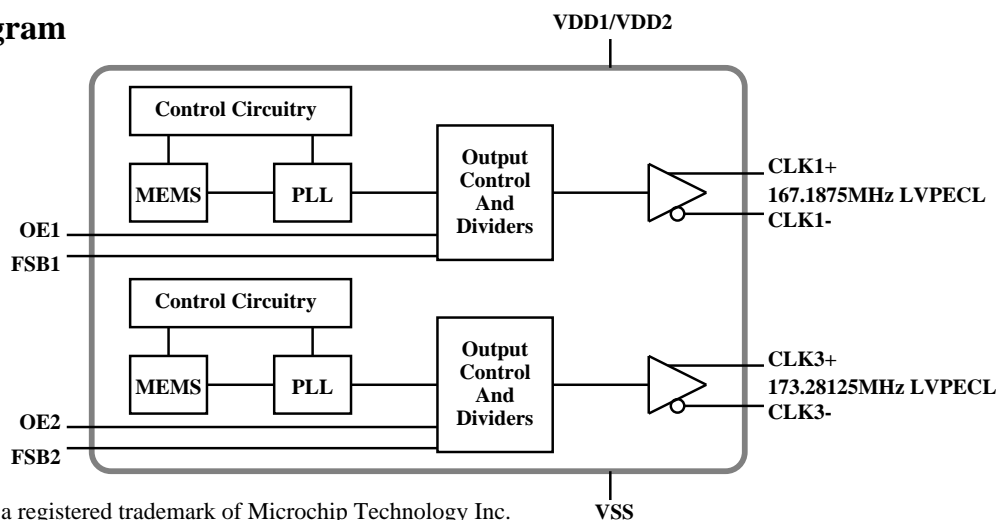 gram
VDD1/VDD2
Control Circuitry
MEMS
PLL
Output
Control
And
Dividers
CLK1+
167.1875MHz LVPECL
CLK1-
OE1
FSB1
Control Circuitry
MEMS
PLL
Output
Control
And
Dividers
CLK3+
173.28125MHz LVPECL
CLK3-
OE2
FSB2
VSS
a registered trademark of Microchip Technology Inc.